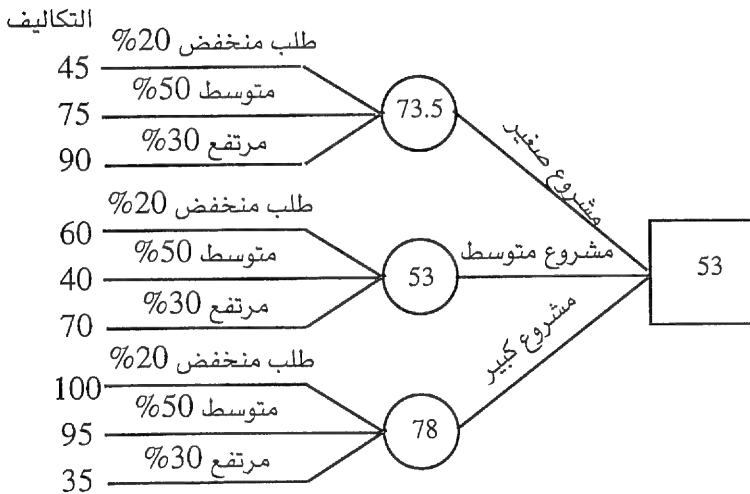 التكاليف
طلب منخفض 20%
45
متوسط 50%
75
73.5
مرتفع 30%
90
مشروع صغير
طلب منخفض 20%
60
متوسط 50%
40
53
مشروع متوسط
53
مرتفع 30%
70
مشروع كبير
طلب منخفض 20%
100
متوسط 50%
95
78
مرتفع 30%
35